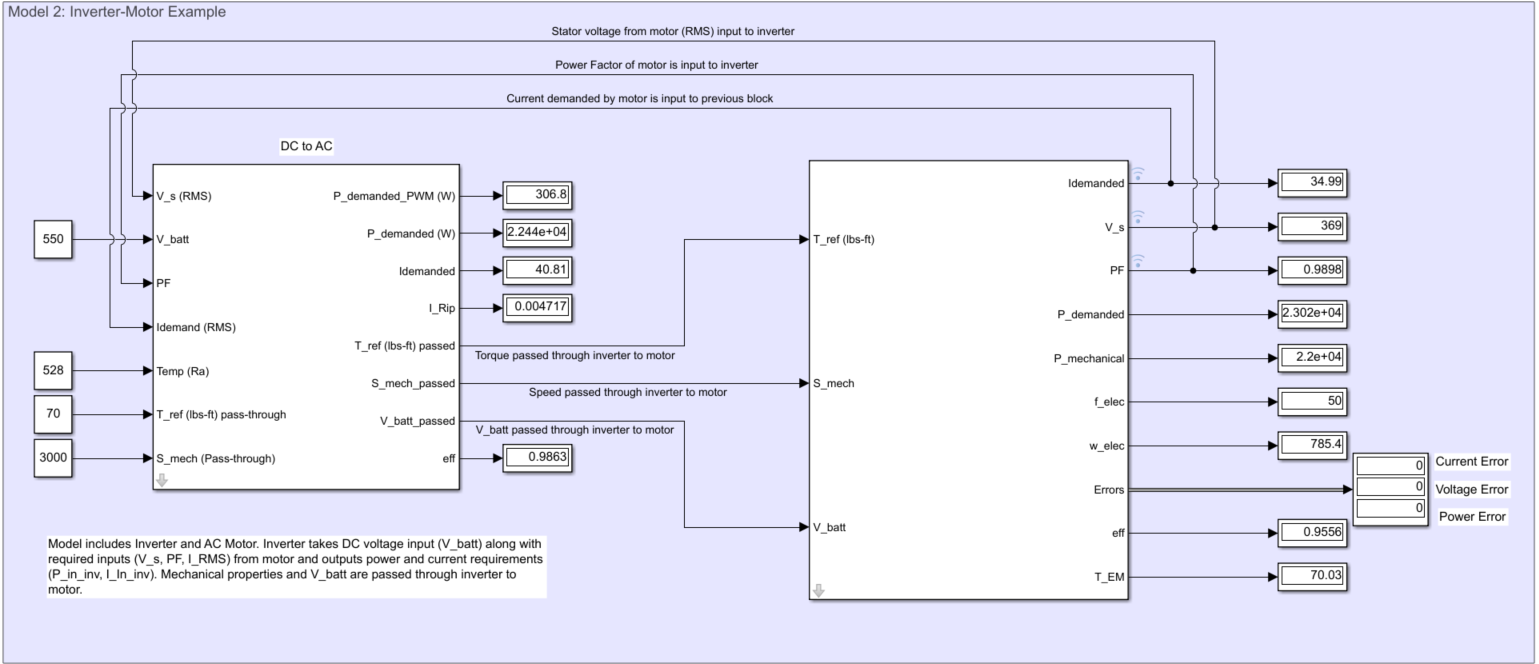 Model 2: Inverter-Motor Example
Stator voltage from motor (RMS) input to inverter
Power Factor of motor is input to inverter
Current demanded by motor is input to previous block
DC to AC
V_s (RMS)
V_batt
PF
Idemand (RMS)
Temp (Ra)
T_ref (lbs-ft) pass-through
S_mech (Pass-through)
550
528
70
3000
P_demanded_PWM (W)
P_demanded (W)
Idemanded
I_Rip
T_ref (lbs-ft) passed
S_mech_passed
V_batt_passed
eff
306.8
2.244e+04
40.81
0.004717
0.9863
Torque passed through inverter to motor
Speed passed through inverter to motor
V_batt passed through inverter to motor
T_ref (lbs-ft)
S_mech
V_batt
Idemanded
V_s
PF
P_demanded
P_mechanical
f_elec
w_elec
Errors
eff
T_EM
34.99
369
0.9898
2.302e+04
2.2e+04
50
785.4
0
0
0
Current Error
Voltage Error
Power Error
0.9556
70.03
Model includes Inverter and AC Motor. Inverter takes DC voltage input (V_batt) along with
required inputs (V_s, PF, I_RMS) from motor and outputs power and current requirements
(P_in_inv, I_In_inv). Mechanical properties and V_batt are passed through inverter to
motor.